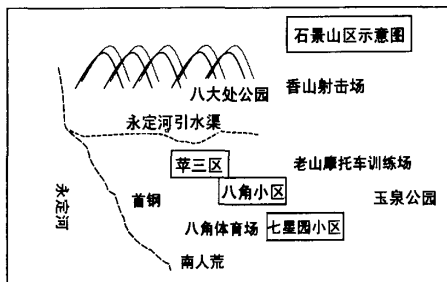 石景山区示意图
八大处公园
香山射击场
永定河引水渠
苹三区
老山摩托车训练场
八角小区
玉泉公园
首钢
永定河
八角体育场
七星园小区
南人荒